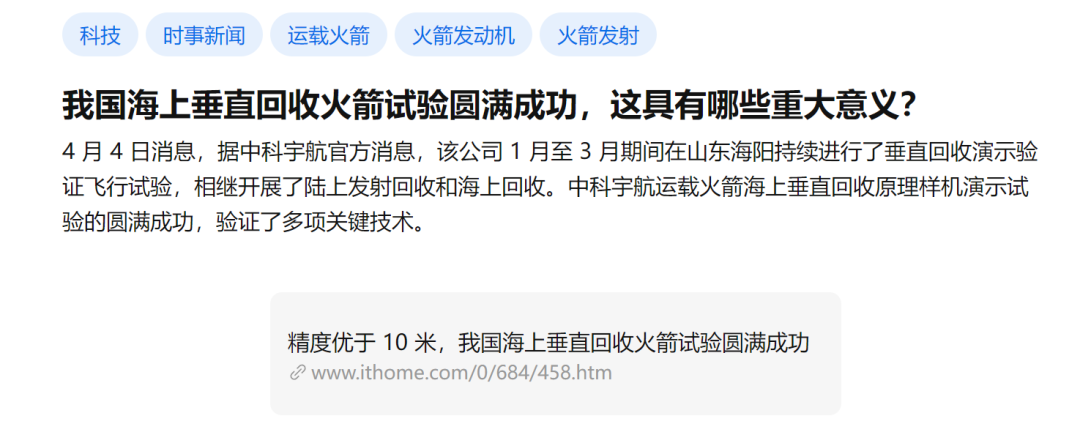 科技 时事新闻 运载火箭 火箭发动机 火箭发射
我国海上垂直回收火箭试验圆满成功，这具有哪些重大意义？
4 月 4 日消息，据中科宇航官方消息，该公司 1 月至 3 月期间在山东海阳持续进行了垂直回收演示验
证飞行试验，相继开展了陆上发射回收和海上回收。中科宇航运载火箭海上垂直回收原理样机演示试
验的圆满成功，验证了多项关键技术。
精度优于 10 米，我国海上垂直回收火箭试验圆满成功
www.ithome.com/0/684/458.htm